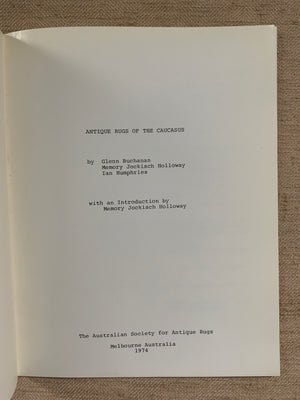 ANTIQUE RUGS OF THE CAUCASUS
by Glenn Buchanan
Memory Jockisch Holloway
Ian Humphries
with an Introduction by
Memory Jockisch Holloway
The Australian Society for Antique Rugs
Melbourne Australia
1974